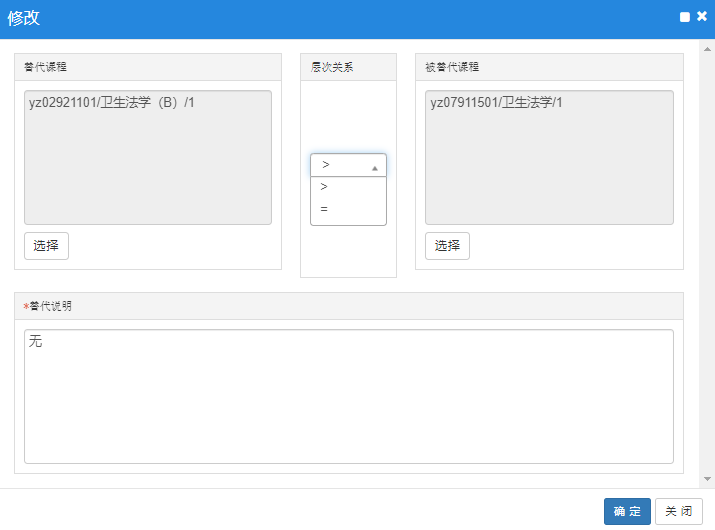 修改
替代课程
yz02921101/卫生法学（B）/1
选择
层次关系
>
>
=
被替代课程
yz07911501/卫生法学/1
选择
*替代说明
无
确 定
关 闭